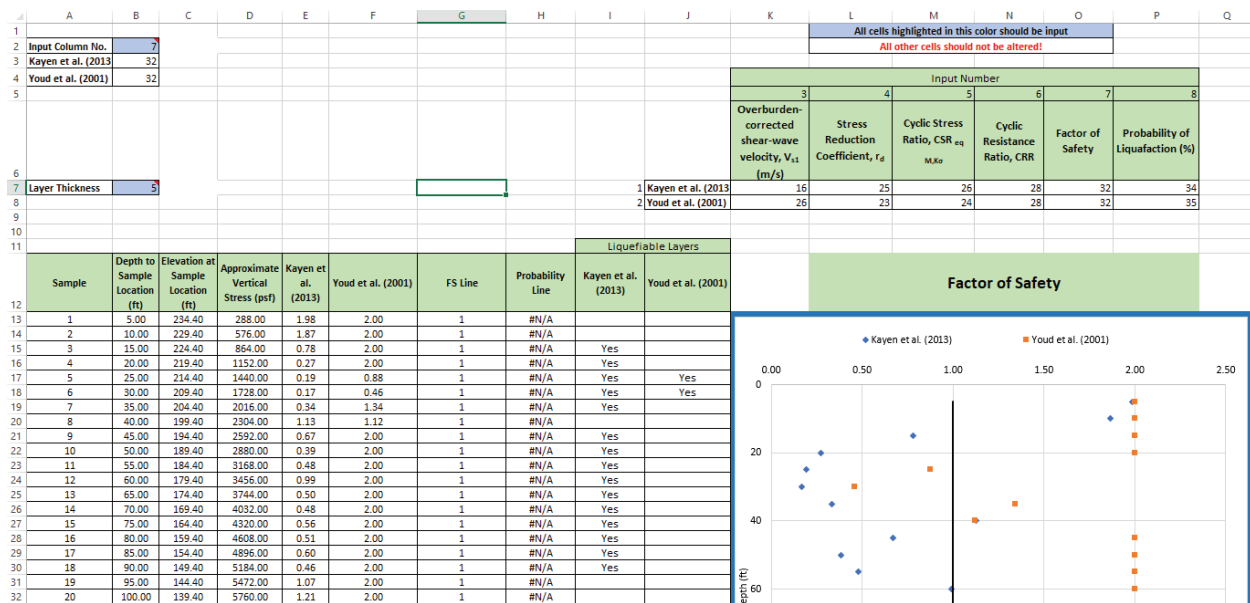 A B C D E F G H I J K L M N O P Q
1 All cells highlighted in this color should be input
2 Input Column No. 7 All other cells should not be altered!
3 Kayen et al. (2013 32
4 Youd et al. (2001) 32 Input Number
5 3 4 5 6 7 8
6 Overburden-corrected shear-wave velocity, Vs1 (m/s) Stress Reduction Coefficient, rd Cyclic Stress Ratio, CSR eq M,Kσ Cyclic Resistance Ratio, CRR Factor of Safety Probability of Liquafaction (%)
7 Layer Thickness 5 1 Kayen et al. (2013 16 25 26 28 32 34
8 2 Youd et al. (2001) 26 23 24 28 32 35
9
10
11 Liquefiable Layers
12 Sample Depth to Sample Location (ft) Elevation at Sample Location (ft) Approximate Vertical Stress (psf) Kayen et al. (2013) Youd et al. (2001) FS Line Probability Line Kayen et al. (2013) Youd et al. (2001) Factor of Safety
13 1 5.00 234.40 288.00 1.98 2.00 1 #N/A
14 2 10.00 229.40 576.00 1.87 2.00 1 #N/A
15 3 15.00 224.40 864.00 0.78 2.00 1 #N/A Yes
16 4 20.00 219.40 1152.00 0.27 2.00 1 #N/A Yes
17 5 25.00 214.40 1440.00 0.19 0.88 1 #N/A Yes Yes
18 6 30.00 209.40 1728.00 0.17 0.46 1 #N/A Yes Yes
19 7 35.00 204.40 2016.00 0.34 1.34 1 #N/A Yes
20 8 40.00 199.40 2304.00 1.13 1.12 1 #N/A
21 9 45.00 194.40 2592.00 0.67 2.00 1 #N/A Yes
22 10 50.00 189.40 2880.00 0.39 2.00 1 #N/A Yes
23 11 55.00 184.40 3168.00 0.48 2.00 1 #N/A Yes
24 12 60.00 179.40 3456.00 0.99 2.00 1 #N/A Yes
25 13 65.00 174.40 3744.00 0.50 2.00 1 #N/A Yes
26 14 70.00 169.40 4032.00 0.48 2.00 1 #N/A Yes
27 15 75.00 164.40 4320.00 0.56 2.00 1 #N/A Yes
28 16 80.00 159.40 4608.00 0.51 2.00 1 #N/A Yes
29 17 85.00 154.40 4896.00 0.60 2.00 1 #N/A Yes
30 18 90.00 149.40 5184.00 0.46 2.00 1 #N/A Yes
31 19 95.00 144.40 5472.00 1.07 2.00 1 #N/A
32 20 100.00 139.40 5760.00 1.21 2.00 1 #N/A
Kayen et al. (2013) Youd et al. (2001)
0.00 0.50 1.00 1.50 2.00 2.50
0
20
40
60
(ft)